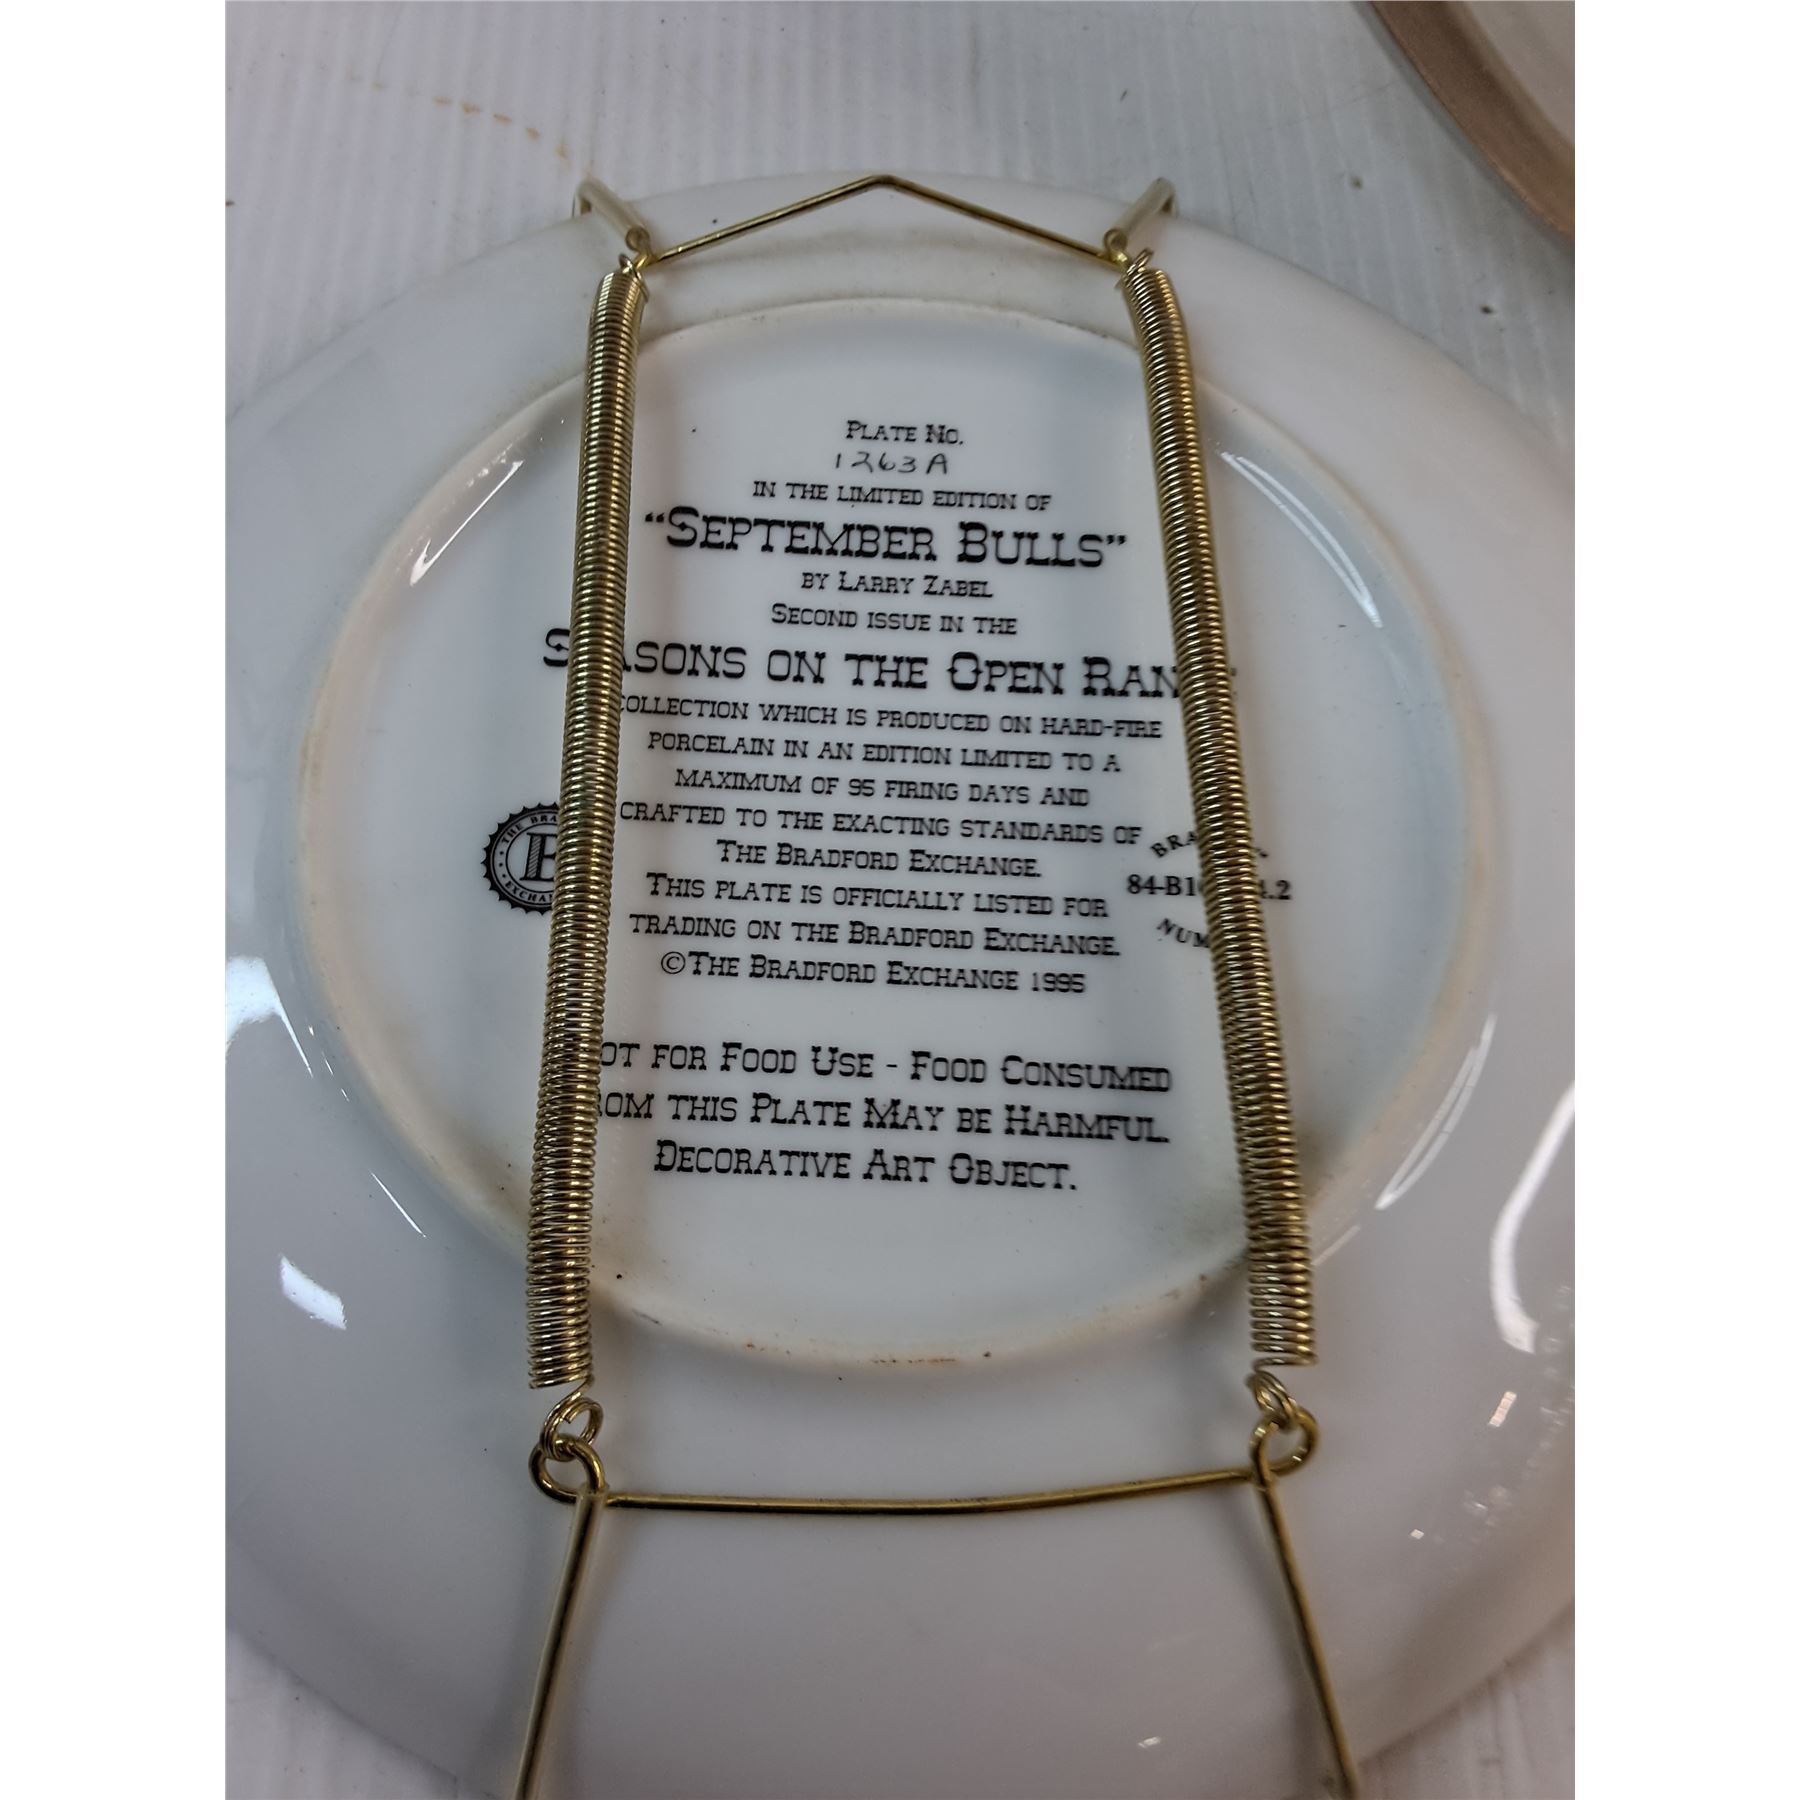 PLATE NO.
1263A
IN THE LIMITED EDITION OF
"SEPTEMBER BULLS"
BY LARRY ZABEL
SECOND ISSUE IN THE
ON THE OPEN
COLLECTION WHICH IS PRODUCED ON HARD-FIRE
PORCELAIN IN AN EDITION LIMITED TO A
MAXIMUM OF 95 FIRING DAYS AND
CRAFTED TO THE EXACTING STANDARDS OF
THE BRADFORD EXCHANGE.
THIS PLATE IS OFFICIALLY LISTED FOR
TRADING ON THE BRADFORD EXCHANGE.
©THE BRADFORD EXCHANGE 1995
FOR FOOD USE - FOOD CONSUMED
THIS PLATE MAY BE HARMFUL.
DECORATIVE ART OBJECT.
THE
B